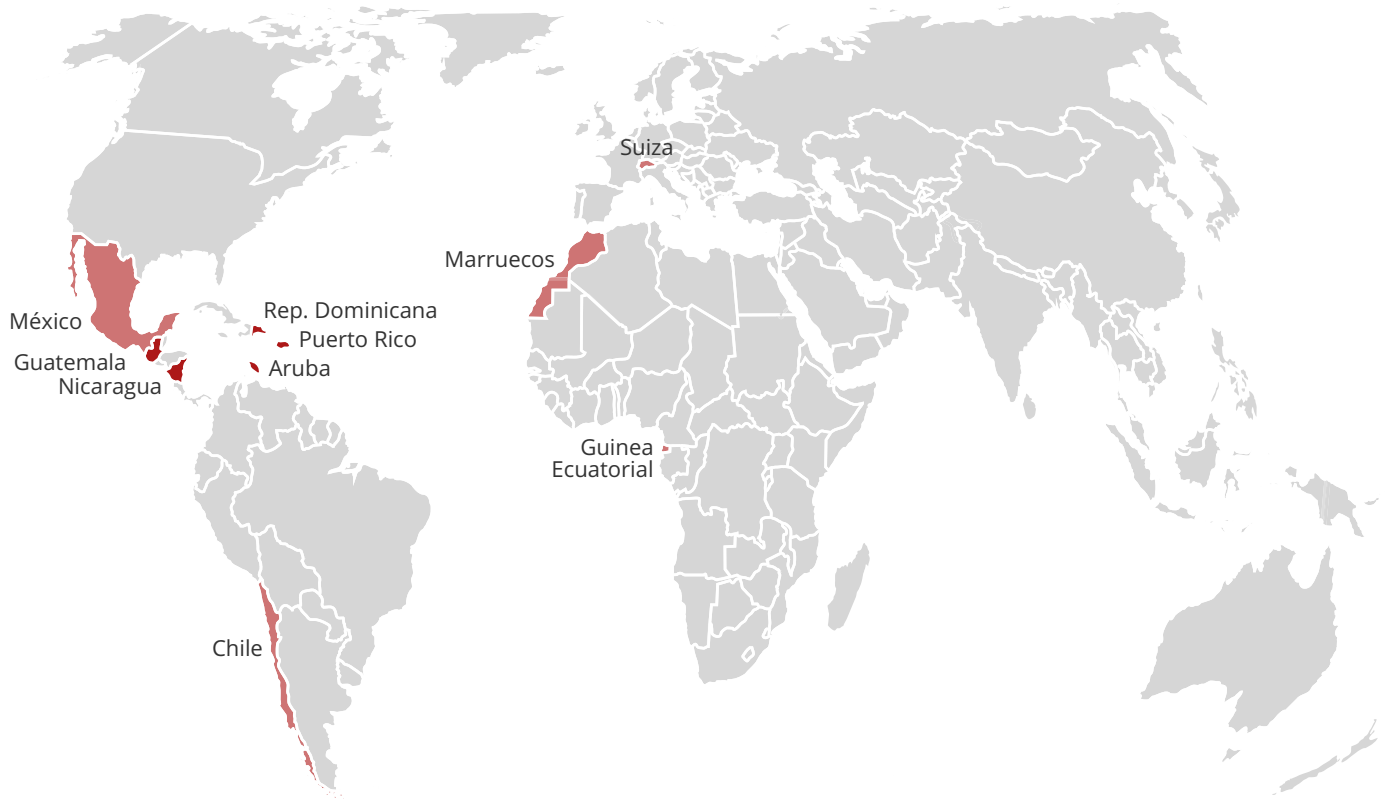 Suiza
Marruecos
Rep. Dominicana
México
Puerto Rico
Guatemala
Aruba
Nicaragua
Guinea
Ecuatorial
Chile